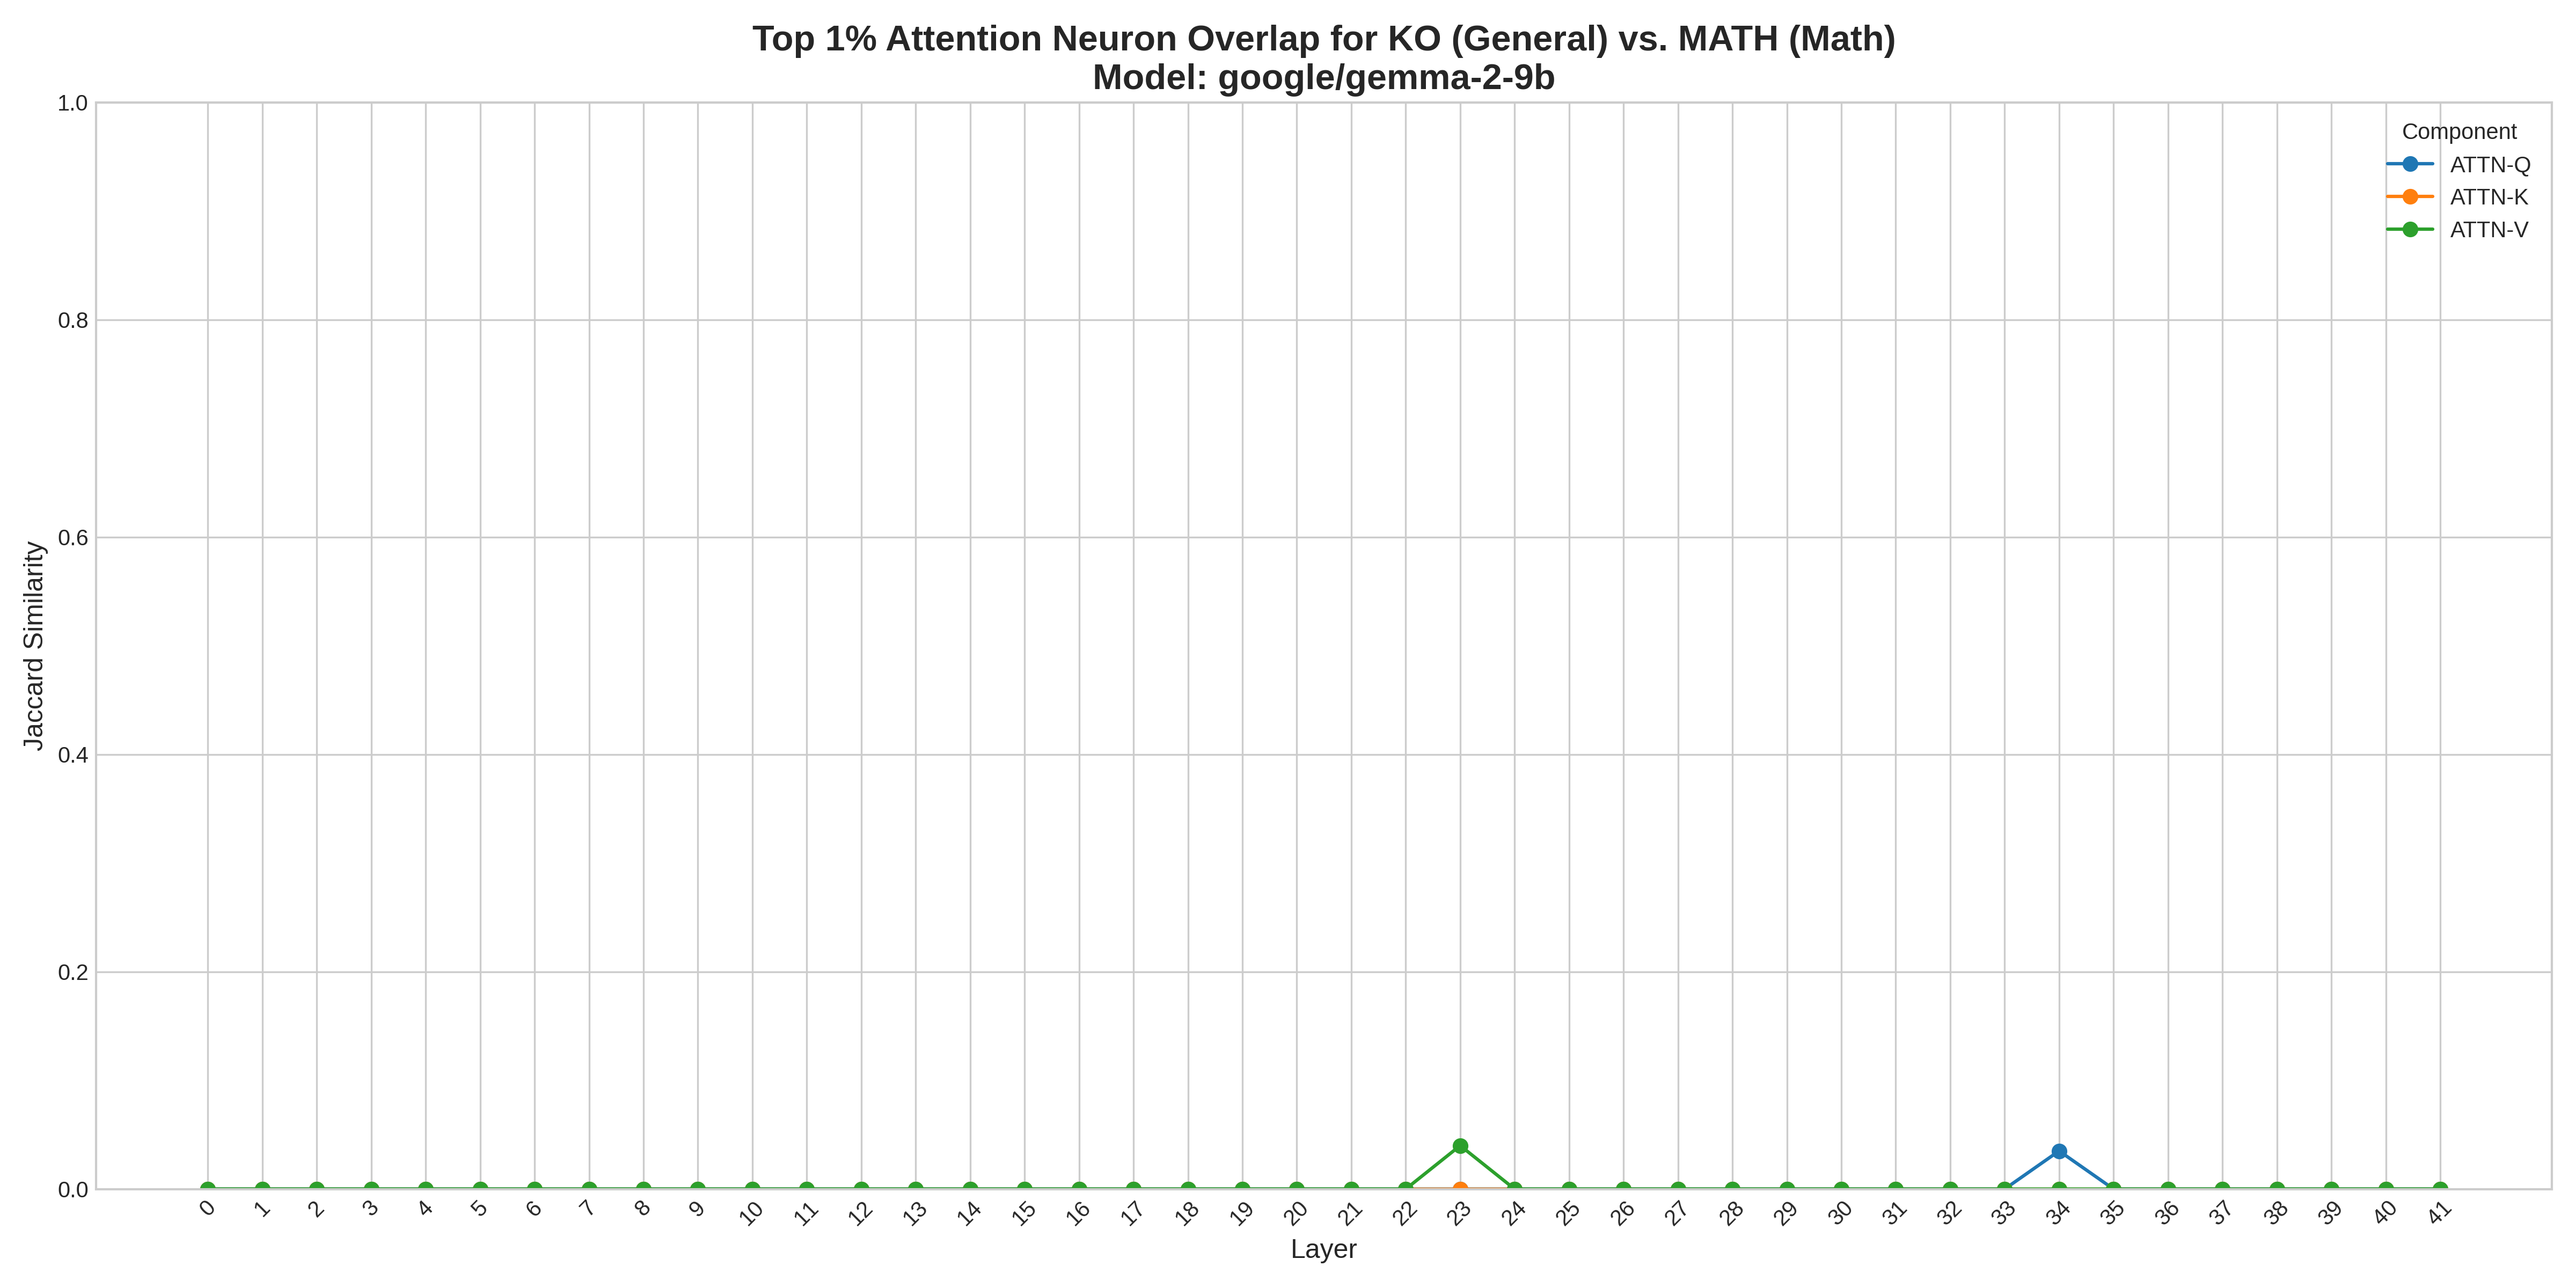 Top 1% Attention Neuron Overlap for KO (General) vs. MATH (Math)
Model: google/gemma-2-9b
Component
ATTN-Q
ATTN-K
ATTN-V
Jaccard Similarity
1.0
0.8
0.6
0.4
0.2
0.0
0 1 2 3 4 5 6 7 8 9 10 11 12 13 14 15 16 17 18 19 20 21 22 23 24 25 26 27 28 29 30 31 32 33 34 35 36 37 38 39 40 41
Layer